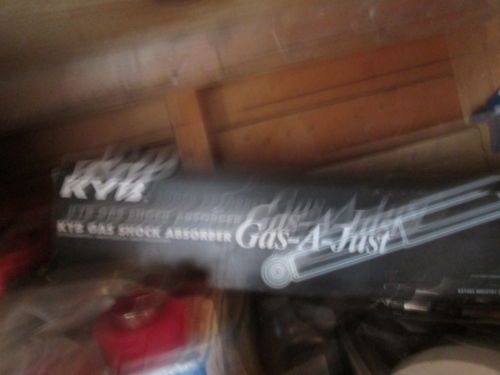 KYB
KYB GAS SHOCK ABSORBER
Gas-A-Just